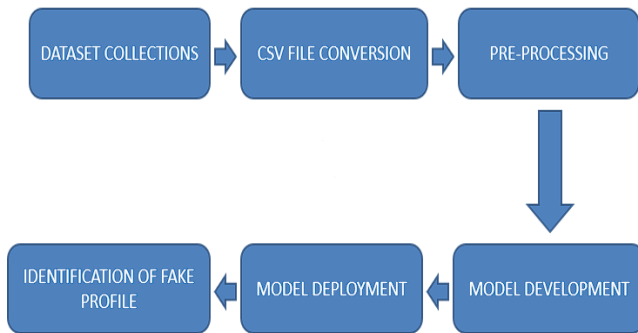 DATASET COLLECTIONS
CSV FILE CONVERSION
PRE-PROCESSING
MODEL DEVELOPMENT
MODEL DEPLOYMENT
IDENTIFICATION OF FAKE
PROFILE